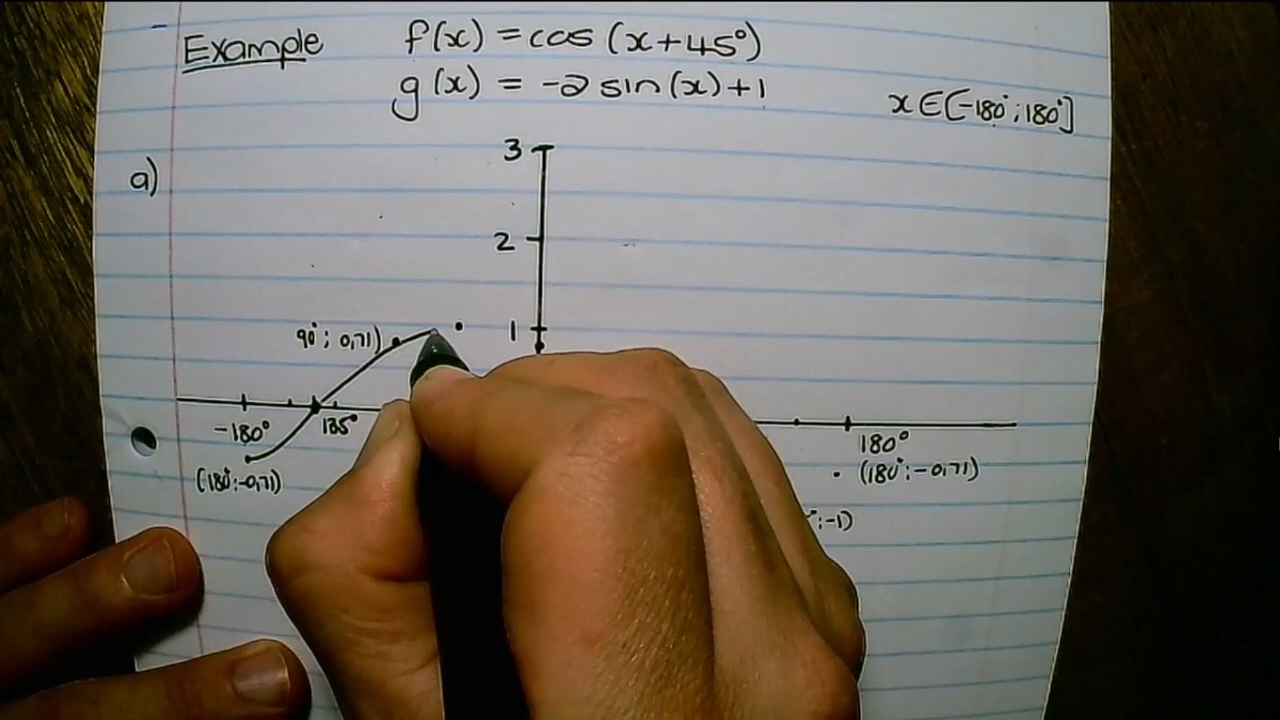 Example f(x) = cos (x+45°)
g(x) = -2 sin(x) +1
x ∈ [-180°; 180°]
a)
3
2
1
90°; 0,71)
-180°
135°
180°
(180°; -0,71)
(180°; -0,71)
;-1)